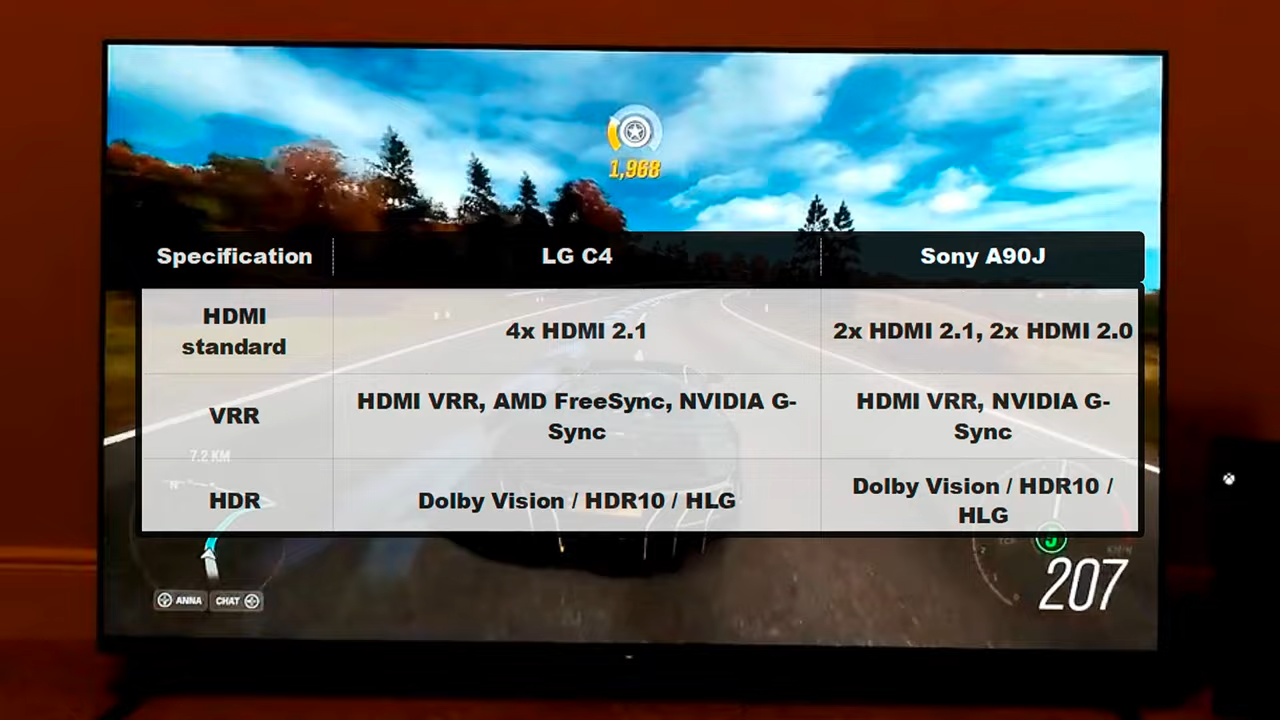 1,968
Specification LG C4 Sony A90J
HDMI
standard
4x HDMI 2.1
2x HDMI 2.1, 2x HDMI 2.0
VRR
HDMI VRR, AMD FreeSync, NVIDIA G-
Sync
HDMI VRR, NVIDIA G-
Sync
7.2 KM
N
HDR
Dolby Vision / HDR10 / HLG
Dolby Vision / HDR10 /
HLG
5
207
ANNA CHAT